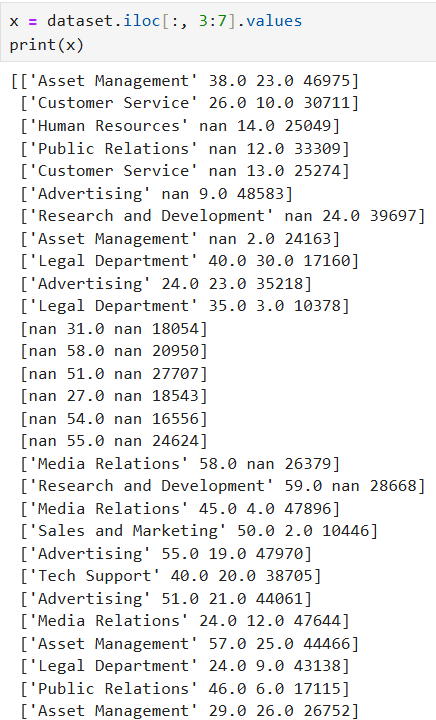 x = dataset.iloc[:, 3:7].values
print(x)
[['Asset Management' 38.0 23.0 46975]
['Customer Service' 26.0 10.0 30711]
['Human Resources' nan 14.0 25049]
['Public Relations' nan 12.0 33309]
['Customer Service' nan 13.0 25274]
['Advertising' nan 9.0 48583]
['Research and Development' nan 24.0 39697]
['Asset Management' nan 2.0 24163]
['Legal Department' 40.0 30.0 17160]
['Advertising' 24.0 23.0 35218]
['Legal Department' 35.0 3.0 10378]
[nan 31.0 nan 18054]
[nan 58.0 nan 20950]
[nan 51.0 nan 27707]
[nan 27.0 nan 18543]
[nan 54.0 nan 16556]
[nan 55.0 nan 24624]
['Media Relations' 58.0 nan 26379]
['Research and Development' 59.0 nan 28668]
['Media Relations' 45.0 4.0 47896]
['Sales and Marketing' 50.0 2.0 10446]
['Advertising' 55.0 19.0 47970]
['Tech Support' 40.0 20.0 38705]
['Advertising' 51.0 21.0 44061]
['Media Relations' 24.0 12.0 47644]
['Asset Management' 57.0 25.0 44466]
['Legal Department' 24.0 9.0 43138]
['Public Relations' 46.0 6.0 17115]
['Asset Management' 29.0 26.0 26752]